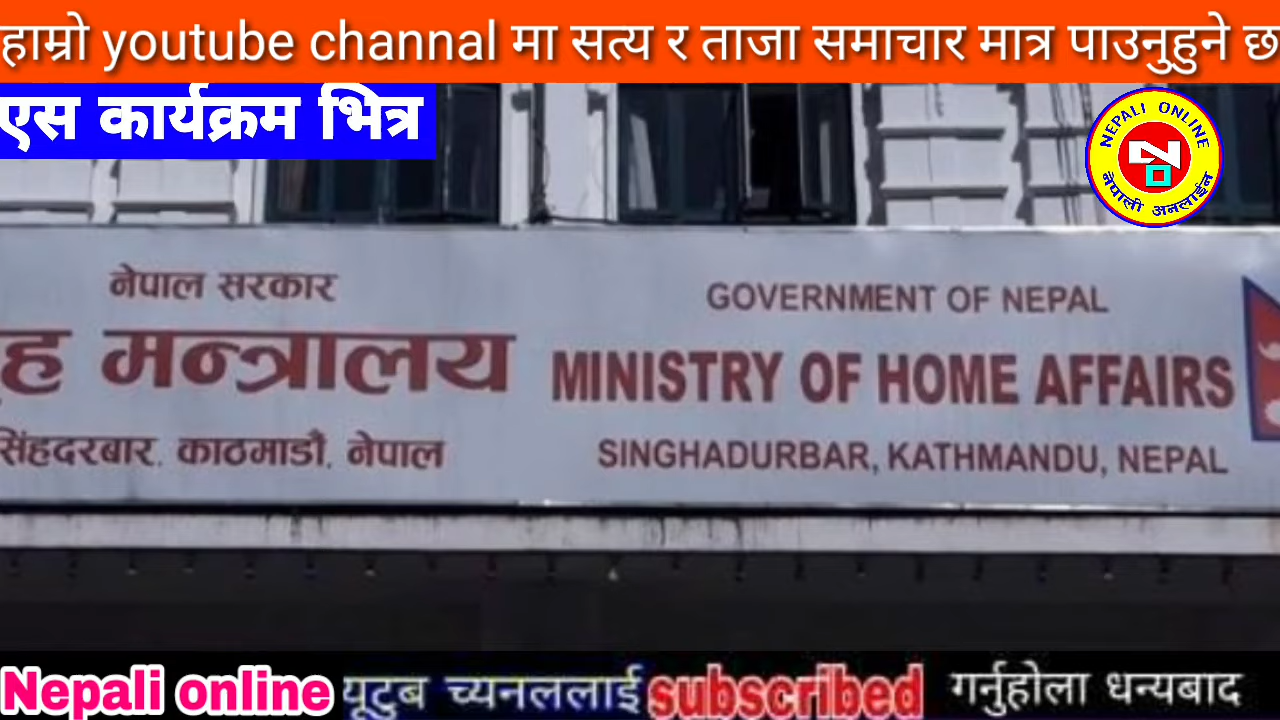 हाम्रो youtube channal मा सत्य र ताजा समाचार मात्र पाउनुहुने छ
एस कार्यक्रम भित्र
NEPALI ONLINE
NO
नेपाली अनलाईन
नेपाल सरकार
गृह मन्त्रालय
सिंहदरबार, काठमाडौं, नेपाल
GOVERNMENT OF NEPAL
MINISTRY OF HOME AFFAIRS
SINGHADURBAR, KATHMANDU, NEPAL
Nepali online यूटुब च्यनललाई subscribed गर्नुहोला धन्यबाद